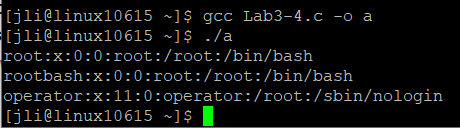 [jli@linux10615 ~]$ gcc Lab3-4.c -o a
[jli@linux10615 ~]$ ./a
root:x:0:0:root:/root:/bin/bash
rootbash:x:0:0:root:/root:/bin/bash
operator:x:11:0:operator:/root:/sbin/nologin
[jli@linux10615 ~]$